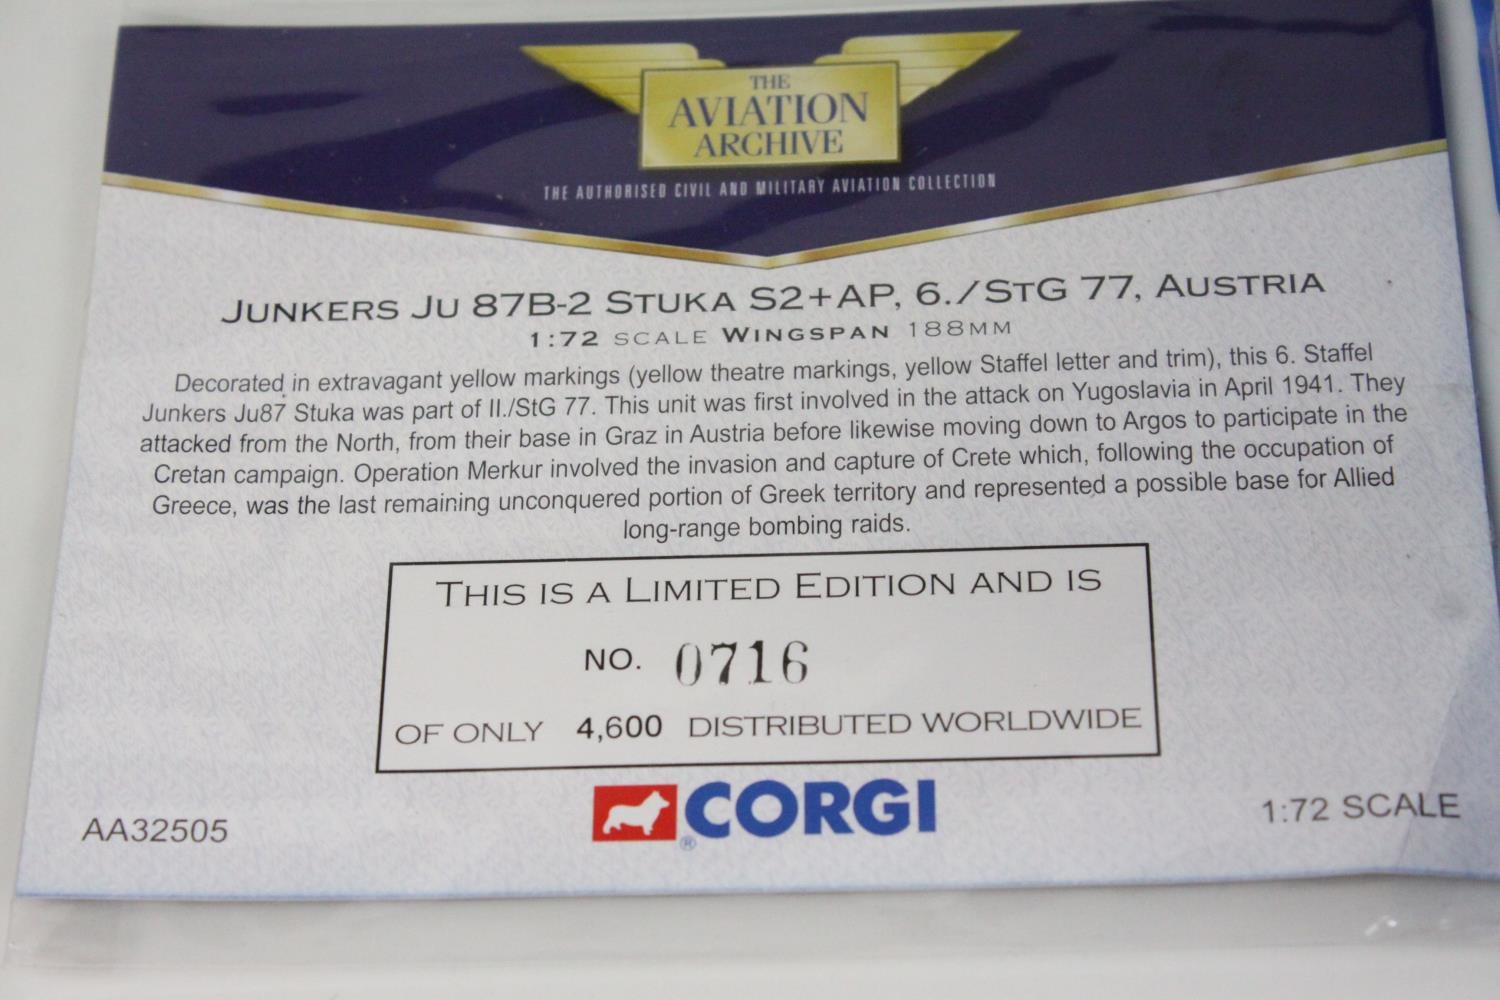 THE
AVIATION
ARCHIVE
THE AUTHORISED CIVIL AND MILITARY AVIATION COLLECTION
JUNKERS JU 87B-2 STUKA S2+AP, 6./STG 77, AUSTRIA
1:72 SCALE WINGSPAN 188MM
Decorated in extravagant yellow markings (yellow theatre markings, yellow Staffel letter and trim), this 6. Staffel
Junkers Ju87 Stuka was part of II./StG 77. This unit was first involved in the attack on Yugoslavia in April 1941. They
attacked from the North, from their base in Graz in Austria before likewise moving down to Argos to participate in the
Cretan campaign. Operation Merkur involved the invasion and capture of Crete which, following the occupation of
Greece, was the last remaining unconquered portion of Greek territory and represented a possible base for Allied
long-range bombing raids.
THIS IS A LIMITED EDITION AND IS
NO. 0716
OF ONLY 4,600 DISTRIBUTED WORLDWIDE
AA32505
CORGI®
1:72 SCALE